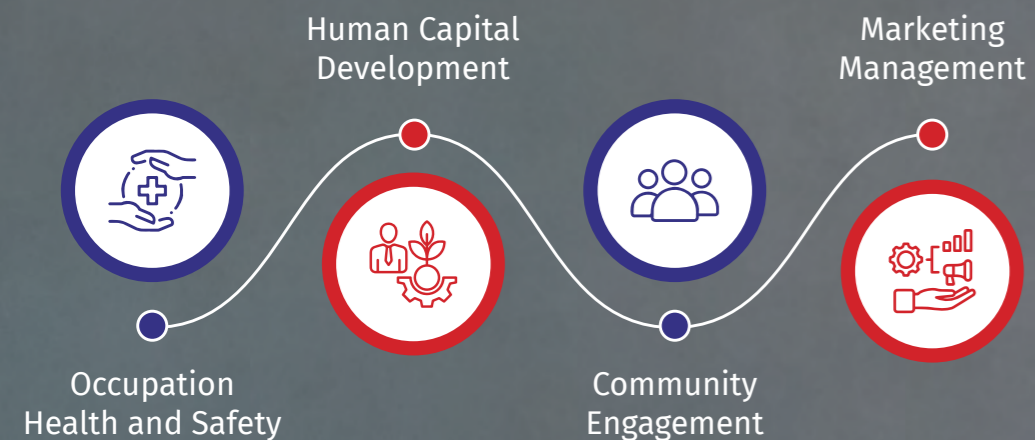 Human Capital
Development
Marketing
Management
Occupation
Health and Safety
Community
Engagement